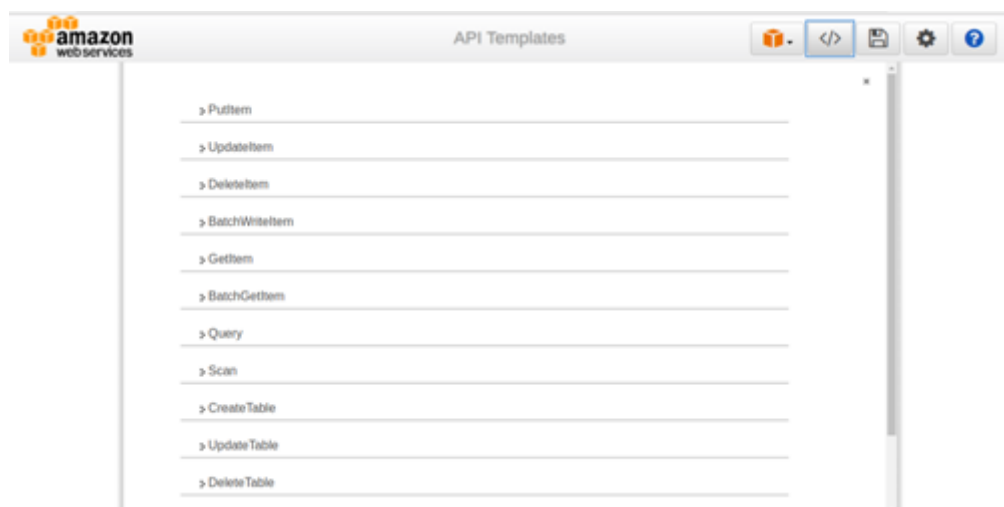 amazon
webservices
API Templates
PutItem
UpdateItem
DeleteItem
BatchWriteItem
GetItem
BatchGetItem
Query
Scan
CreateTable
UpdateTable
DeleteTable